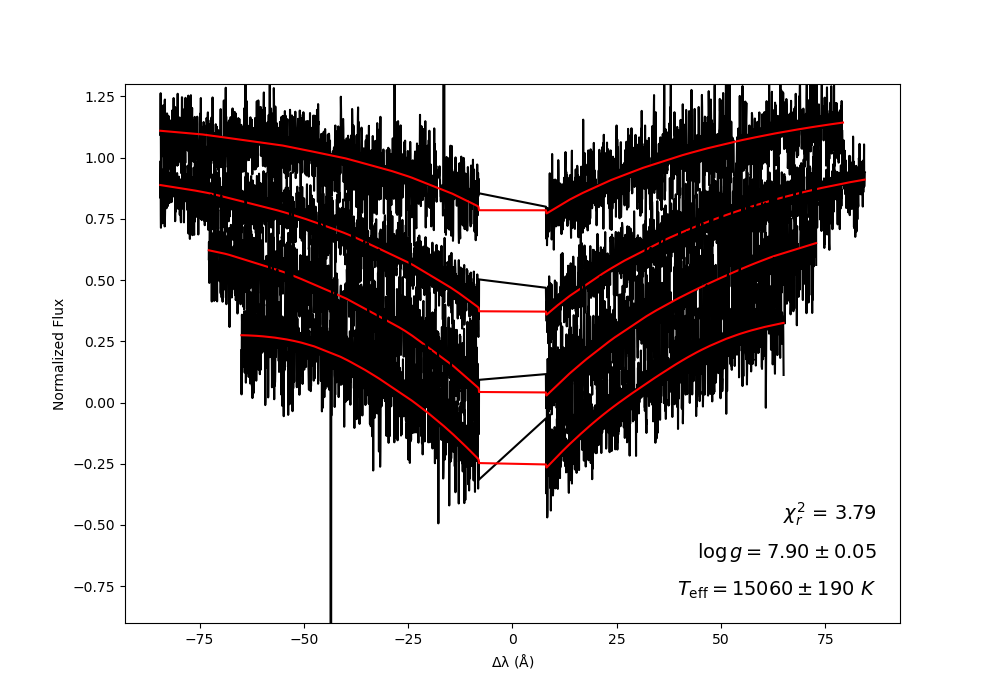 1.25
1.00
0.75
0.50
0.25
0.00
−0.25
−0.50
−0.75
Normalized Flux
χ²ᵣ = 3.79
log g = 7.90 ± 0.05
T_eff = 15060 ± 190 K
−75 −50 −25 0 25 50 75
Δλ (Å)